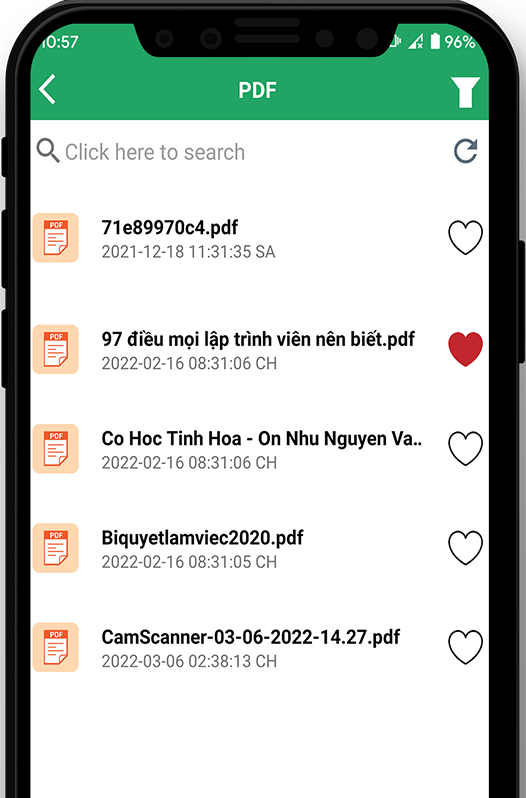 10:57
96%
PDF
Click here to search
PDF
71e89970c4.pdf
2021-12-18 11:31:35 SA
PDF
97 điều mọi lập trình viên nên biết.pdf
2022-02-16 08:31:06 CH
PDF
Co Hoc Tinh Hoa - On Nhu Nguyen Va..
2022-02-16 08:31:06 CH
PDF
Biquyetlamviec2020.pdf
2022-02-16 08:31:05 CH
PDF
CamScanner-03-06-2022-14.27.pdf
2022-03-06 02:38:13 CH